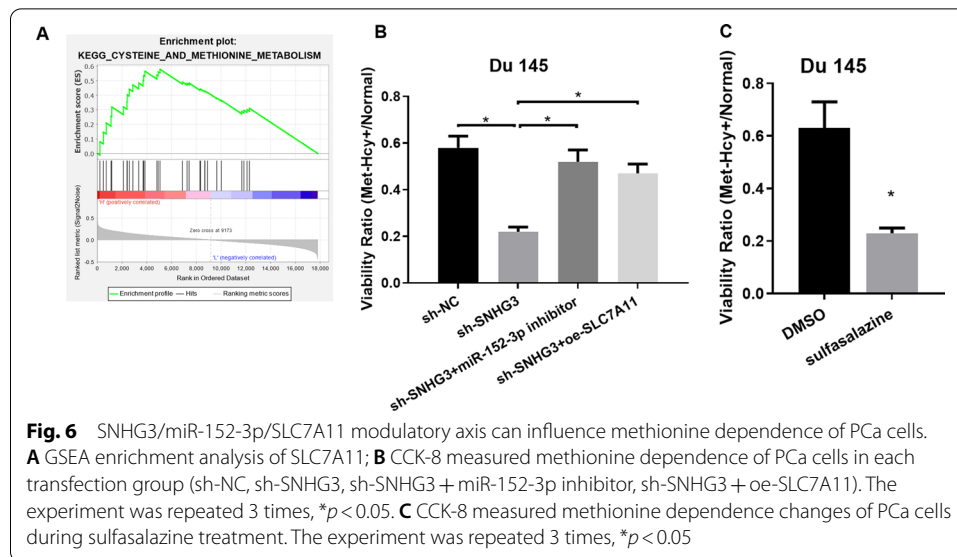 A
Enrichment plot:
KEGG_CYSTEINE_AND_METHIONINE_METABOLISM
Enrichment score (ES)
0.6
0.5
0.4
0.3
0.2
0.1
0.0
'H' (positively correlated)
Ranked list metric (Signal2Noise)
0.5
0.0
-0.5
Zero cross at 9173
'L' (negatively correlated)
0 2,000 4,000 6,000 8,000 10,000 12,000 14,000 16,000 18,000
Rank in Ordered Dataset
Enrichment profile Hits Ranking metric scores
B
Du 145
Viability Ratio (Met-Hcy+/Normal)
0.8
0.6
0.4
0.2
0.0
*
* *
sh-NC
sh-SNHG3
sh-SNHG3+miR-152-3p inhibitor
sh-SNHG3+oe-SLC7A11
C
Du 145
Viability Ratio (Met-Hcy+/Normal)
0.8
0.6
0.4
0.2
0.0
*
DMSO
sulfasalazine
Fig. 6 SNHG3/miR-152-3p/SLC7A11 modulatory axis can influence methionine dependence of PCa cells.
A GSEA enrichment analysis of SLC7A11; B CCK-8 measured methionine dependence of PCa cells in each
transfection group (sh-NC, sh-SNHG3, sh-SNHG3 + miR-152-3p inhibitor, sh-SNHG3 + oe-SLC7A11). The
experiment was repeated 3 times, *p < 0.05. C CCK-8 measured methionine dependence changes of PCa cells
during sulfasalazine treatment. The experiment was repeated 3 times, *p < 0.05